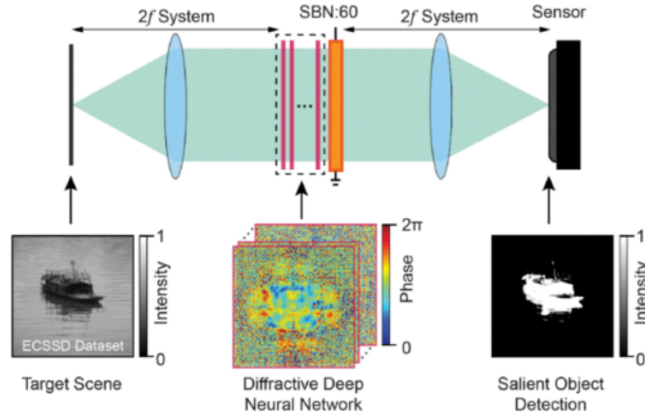 2f System
SBN:60
2f System
Sensor
...
1
Intensity
0
ECSSD Dataset
2π
Phase
0
1
Intensity
0
Target Scene
Diffractive Deep
Neural Network
Salient Object
Detection